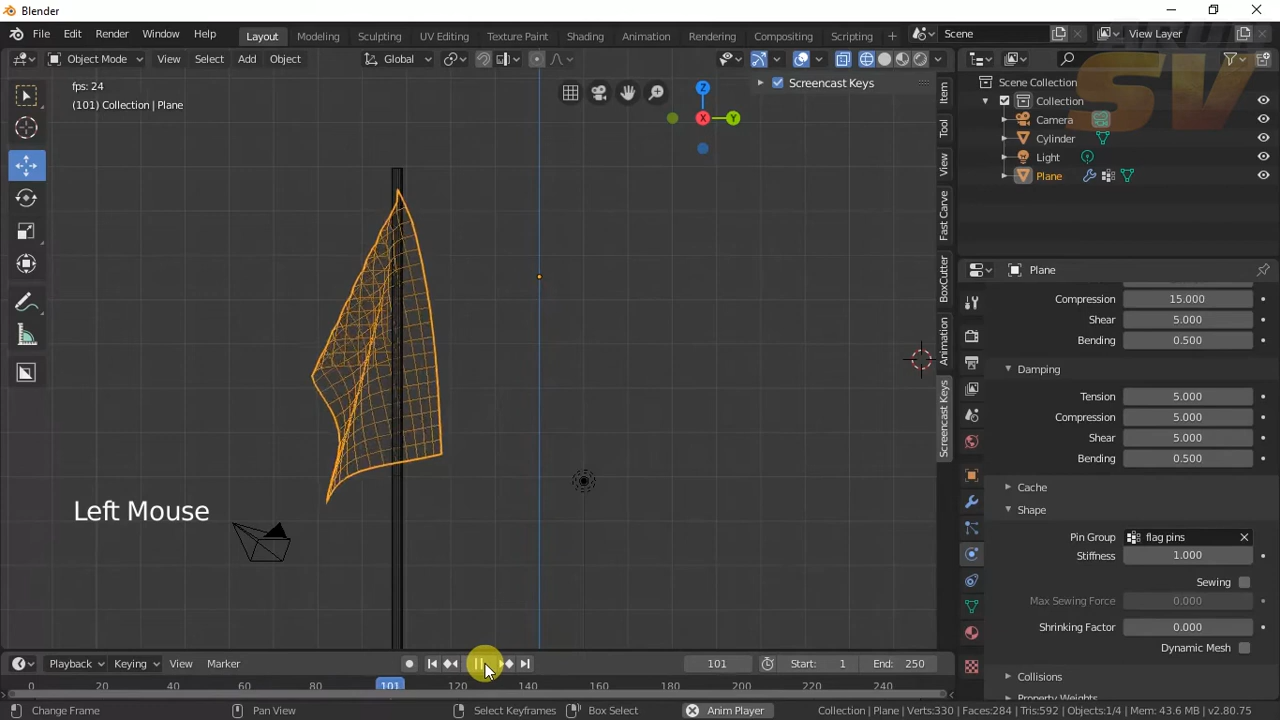 Blender
File Edit Render Window Help Layout Modeling Sculpting UV Editing Texture Paint Shading Animation Rendering Compositing Scripting + Scene View Layer
SV
Object Mode View Select Add Object Global
fps: 24
(101) Collection | Plane
Screencast Keys
Z
X
Y
Item
Tool
View
Fast Carve
BoxCutter
Animation
Screencast Keys
Scene Collection
Collection
Camera
Cylinder
Light
Plane
Plane
Compression 15.000
Shear 5.000
Bending 0.500
Damping
Tension 5.000
Compression 5.000
Shear 5.000
Bending 0.500
Cache
Shape
Pin Group flag pins
Stiffness 1.000
Sewing
Max Sewing Force 0.000
Shrinking Factor 0.000
Dynamic Mesh
Collisions
Property Weights
Left Mouse
Playback Keying View Marker 101 Start: 1 End: 250
0 20 40 60 80 101 120 140 160 180 200 220 240
Change Frame Pan View Select Keyframes Box Select Anim Player Collection | Plane | Verts:330 | Faces:284 | Tris:592 | Objects:1/4 | Mem: 43.6 MB | v2.80.75